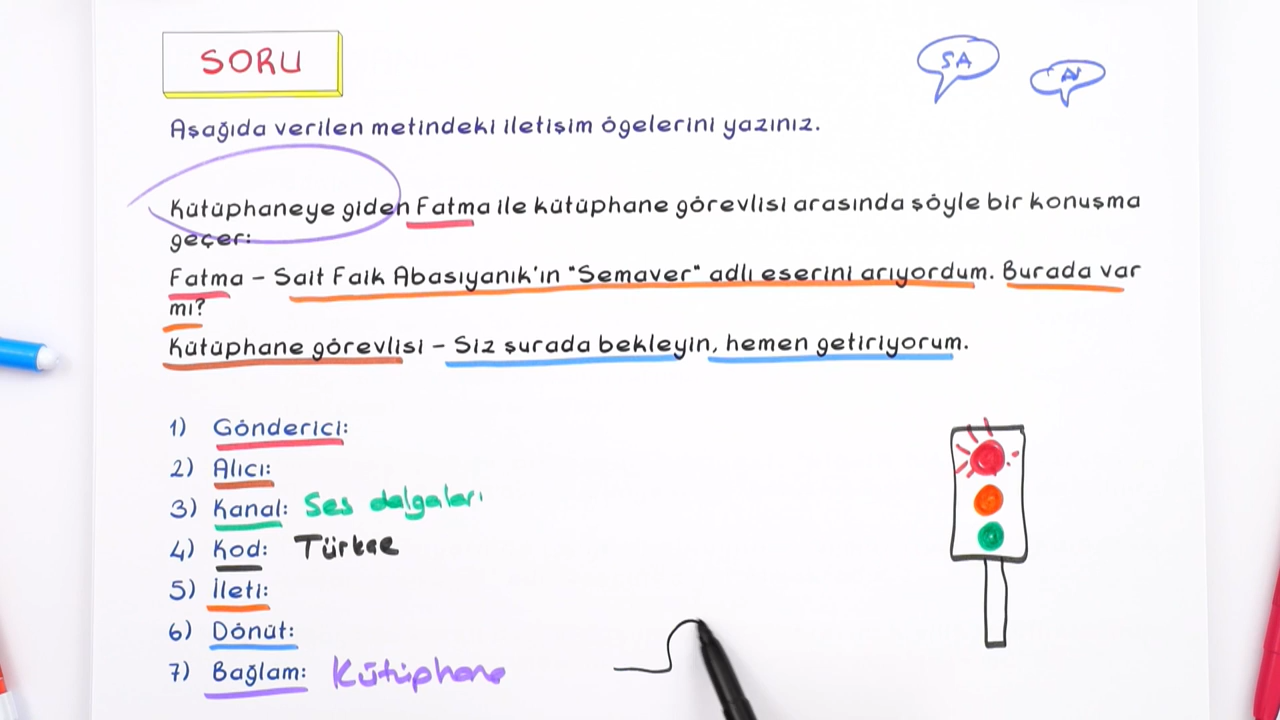 SORU
SA
Aşağıda verilen metindeki iletişim ögelerini yazınız.
Kütüphaneye giden Fatma ile kütüphane görevlisi arasında şöyle bir konuşma
geçer:
Fatma – Sait Faik Abasıyanık'ın "Semaver" adlı eserini arıyordum. Burada var
mı?
Kütüphane görevlisi – Siz şurada bekleyin, hemen getiriyorum.
1) Gönderici:
2) Alıcı:
3) Kanal: Ses dalgaları
4) Kod: Türkçe
5) İleti:
6) Dönüt:
7) Bağlam: Kütüphane